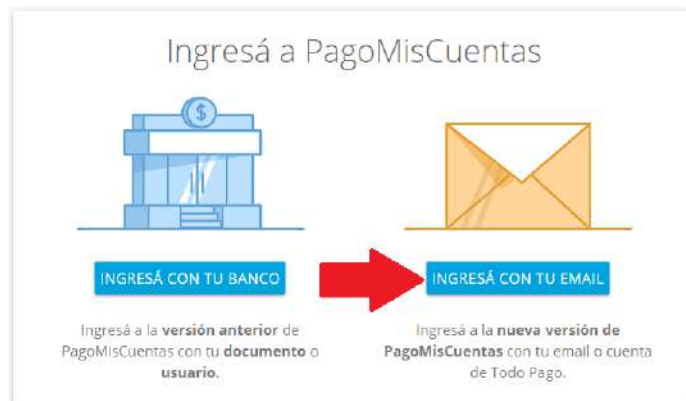 Ingresá a PagoMisCuentas
$
INGRESÁ CON TU BANCO
INGRESÁ CON TU EMAIL
Ingresá a la versión anterior de
PagoMisCuentas con tu documento o
usuario.
Ingresá a la nueva versión de
PagoMisCuentas con tu email o cuenta
de Todo Pago.